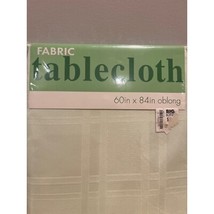 FABRIC
tablecloth
60in x 84in oblong